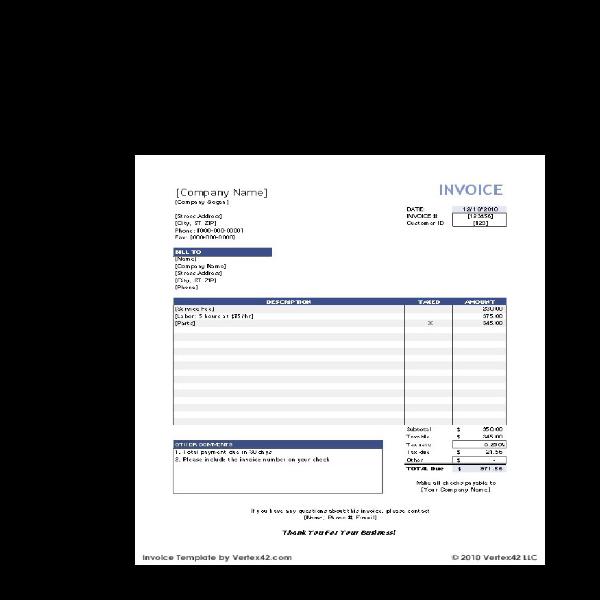 [Company Name]
INVOICE
[Company Slogan]
DATE 12/10/2010
[Street Address] INVOICE # [123456]
[City, ST ZIP] Customer ID [123]
Phone: [000-000-0000]
Fax: [000-000-0000]
BILL TO
[Name]
[Company Name]
[Street Address]
[City, ST ZIP]
[Phone]
DESCRIPTION TAXED AMOUNT
[Service Fee] 230.00
[Labor: 5 hours at $75/hr] 375.00
[Parts] X 345.00
Subtotal $ 950.00
Taxable $ 345.00
OTHER COMMENTS
Tax rate 6.250%
1. Total payment due in 30 days
Tax due $ 21.56
2. Please include the invoice number on your check
Other $ -
TOTAL Due $ 971.56
Make all checks payable to
[Your Company Name]
If you have any questions about this invoice, please contact
[Name, Phone #, E-mail]
Thank You For Your Business!
Invoice Template by Vertex42.com
© 2010 Vertex42 LLC